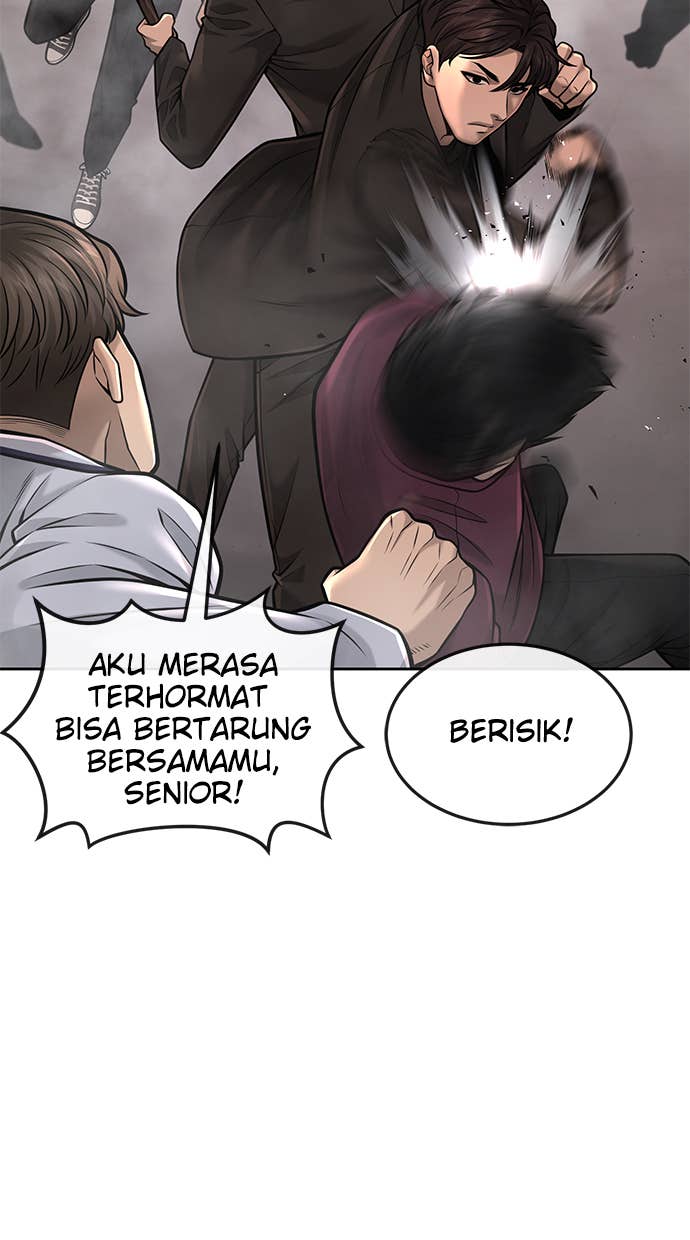 AKU MERASA
TERHORMAT
BISA BERTARUNG
BERSAMAMU,
SENIOR!
BERISIK!